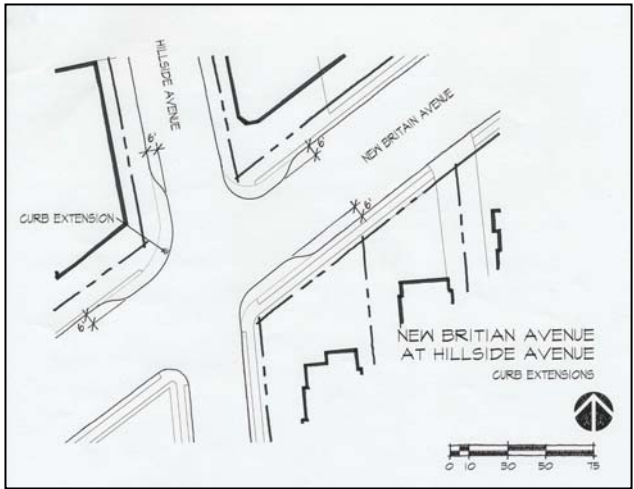 HILLSIDE AVENUE
6'
6'
NEW BRITAIN AVENUE
6'
CURB EXTENSION
6'
NEW BRITIAN AVENUE
AT HILLSIDE AVENUE
CURB EXTENSIONS
0 10 30 50 75